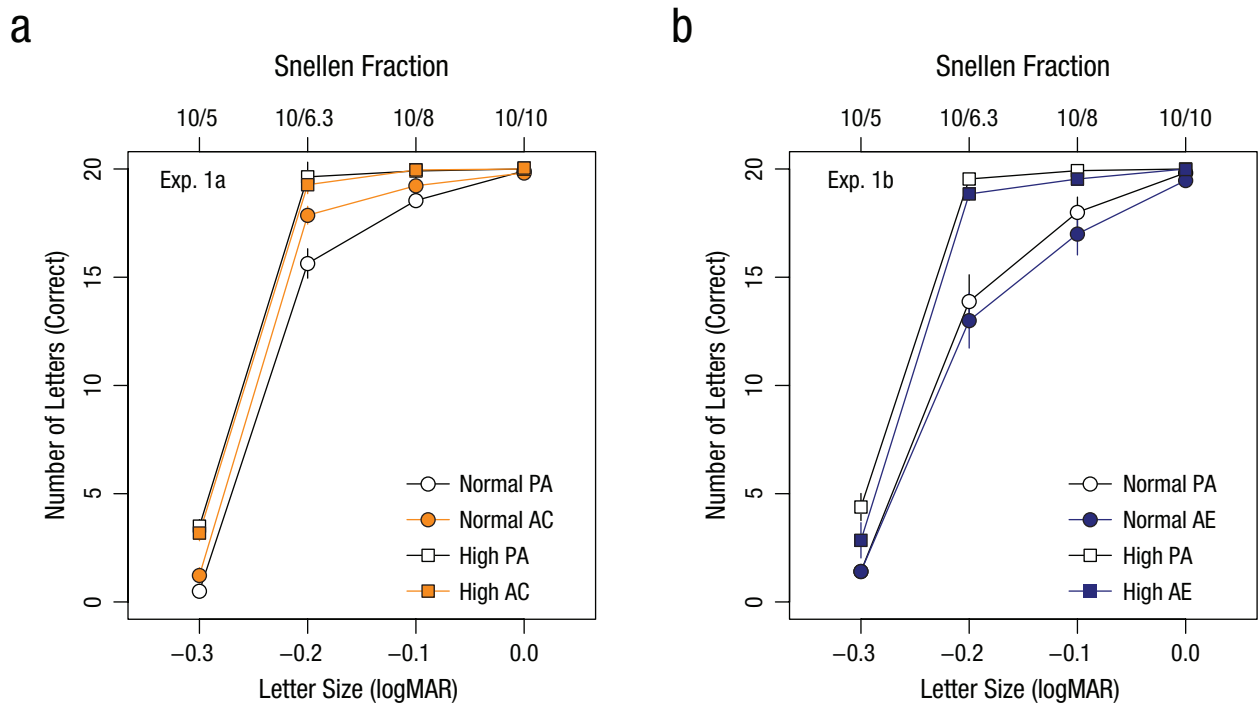 a
Snellen Fraction
10/5 10/6.3 10/8 10/10
Exp. 1a
20
15
10
5
0
Number of Letters (Correct)
Normal PA
Normal AC
High PA
High AC
−0.3 −0.2 −0.1 0.0
Letter Size (logMAR)
b
Snellen Fraction
10/5 10/6.3 10/8 10/10
Exp. 1b
20
15
10
5
0
Number of Letters (Correct)
Normal PA
Normal AE
High PA
High AE
−0.3 −0.2 −0.1 0.0
Letter Size (logMAR)